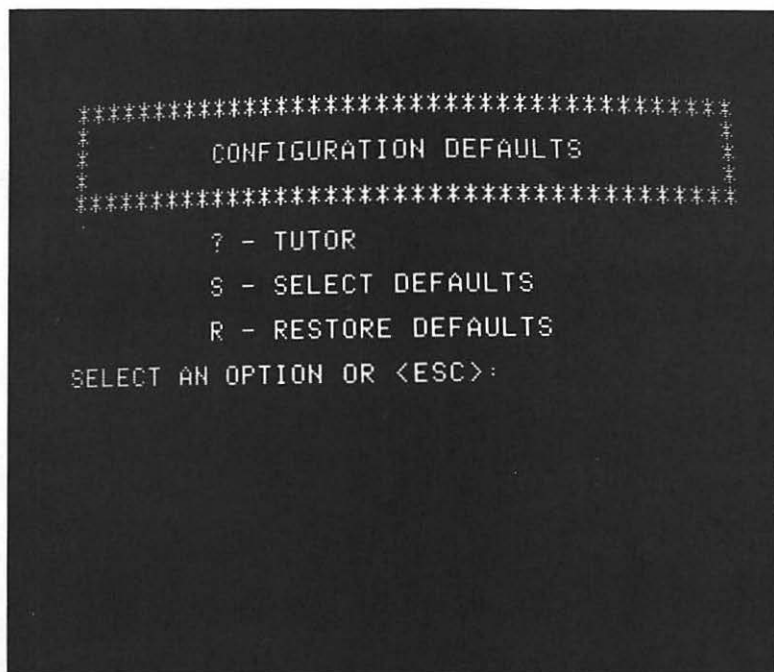 *******************************************
*                                         *
* CONFIGURATION DEFAULTS *
*                                         *
*******************************************
? - TUTOR
S - SELECT DEFAULTS
R - RESTORE DEFAULTS
SELECT AN OPTION OR <ESC>: